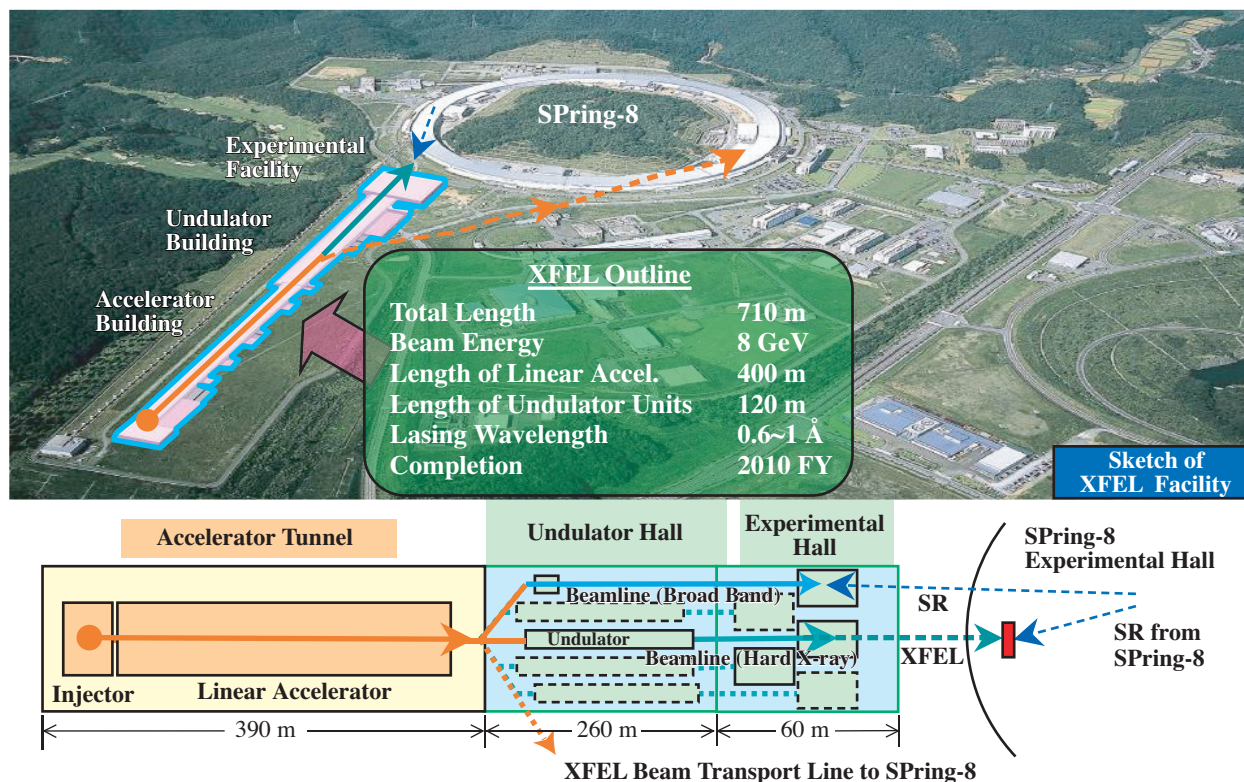 SPring-8
Experimental
Facility
Undulator
Building
Accelerator
Building
XFEL Outline
Total Length 710 m
Beam Energy 8 GeV
Length of Linear Accel. 400 m
Length of Undulator Units 120 m
Lasing Wavelength 0.6~1 Å
Completion 2010 FY
Sketch of
XFEL Facility
Accelerator Tunnel
Undulator Hall
Experimental
Hall
SPring-8
Experimental Hall
Beamline (Broad Band)
SR
Undulator
Beamline (Hard X-ray)
XFEL
SR from
SPring-8
Injector
Linear Accelerator
390 m
260 m
60 m
XFEL Beam Transport Line to SPring-8